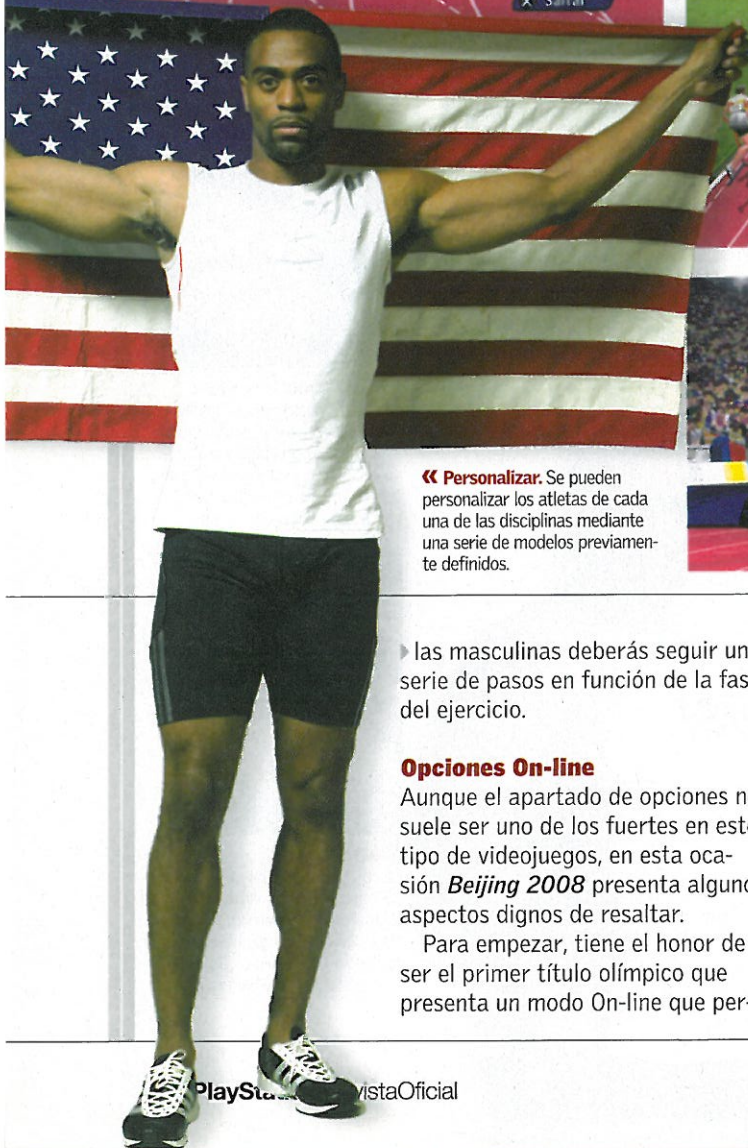 « Personalizar. Se pueden
personalizar los atletas de cada
una de las disciplinas mediante
una serie de modelos previamen-
te definidos.
las masculinas deberás seguir un
serie de pasos en función de la fas
del ejercicio.
Opciones On-line
Aunque el apartado de opciones n
suele ser uno de los fuertes en est
tipo de videojuegos, en esta oca-
sión Beijing 2008 presenta alguno
aspectos dignos de resaltar.
Para empezar, tiene el honor de
ser el primer título olímpico que
presenta un modo On-line que per-
PlaySta vistaOficial